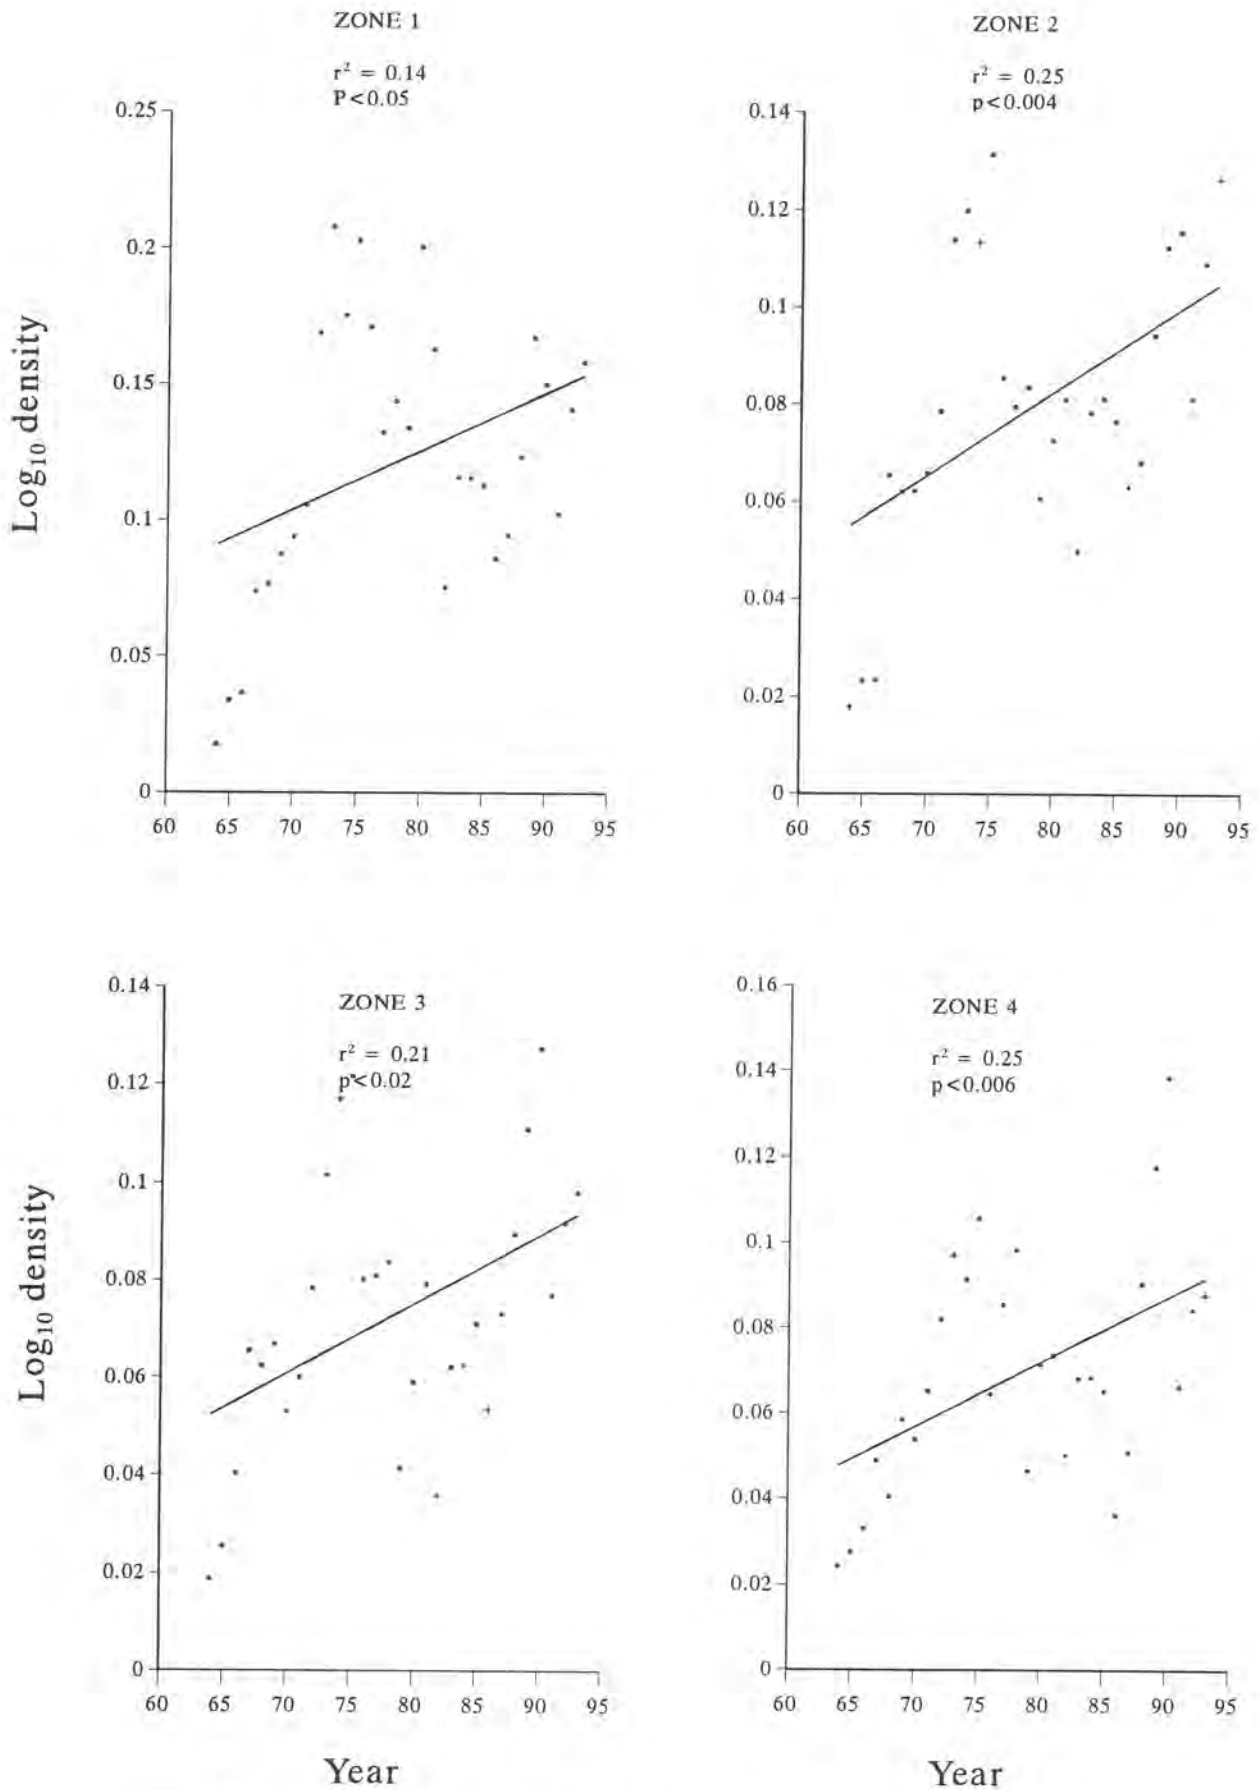 ZONE 1
r² = 0.14
P<0.05
Log₁₀ density
0.25
0.2
0.15
0.1
0.05
0
60 65 70 75 80 85 90 95
ZONE 2
r² = 0.25
p<0.004
0.14
0.12
0.1
0.08
0.06
0.04
0.02
0
60 65 70 75 80 85 90 95
ZONE 3
r² = 0.21
p<0.02
Log₁₀ density
0.14
0.12
0.1
0.08
0.06
0.04
0.02
0
60 65 70 75 80 85 90 95
Year
ZONE 4
r² = 0.25
p<0.006
0.16
0.14
0.12
0.1
0.08
0.06
0.04
0.02
0
60 65 70 75 80 85 90 95
Year